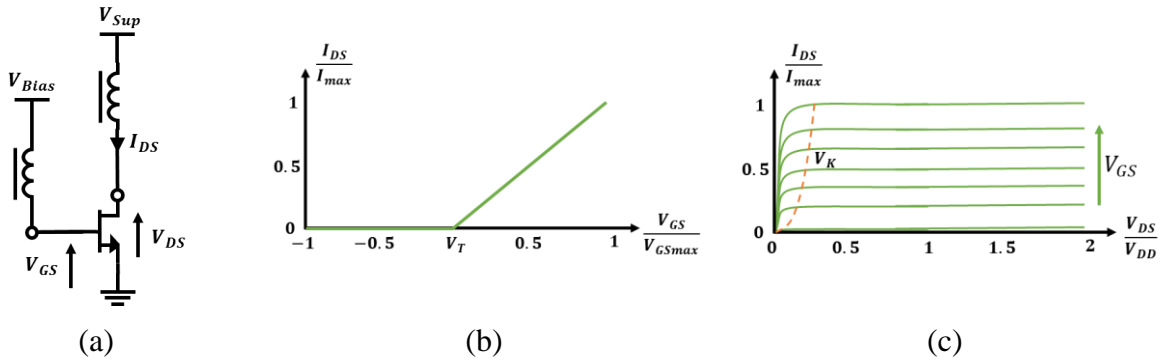 V_Sup
V_Bias
I_DS
V_DS
V_GS
(a)
I_DS
I_max
1
0.5
0
−1
−0.5
V_T
0.5
1
V_GS
V_GSmax
(b)
I_DS
I_max
1
V_K
0.5
V_GS
0
0
0.5
1
1.5
2
V_DS
V_DD
(c)